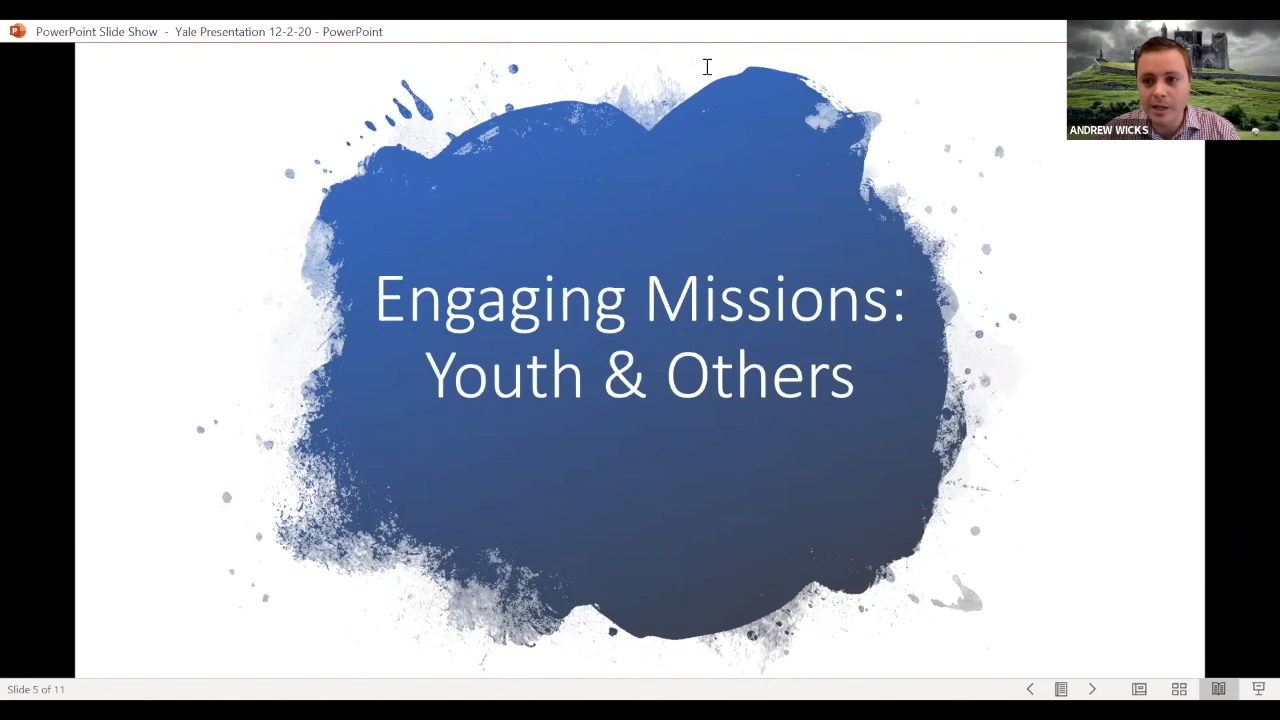 PowerPoint Slide Show - Yale Presentation 12-2-20 - PowerPoint
ANDREW WICKS
Engaging Missions:
Youth & Others
Slide 5 of 11